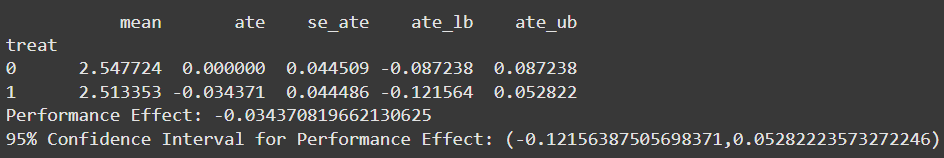 mean ate se_ate ate_lb ate_ub
treat
0 2.547724 0.000000 0.044509 -0.087238 0.087238
1 2.513353 -0.034371 0.044486 -0.121564 0.052822
Performance Effect: -0.034370819662130625
95% Confidence Interval for Performance Effect: (-0.12156387505698371,0.05282223573272246)